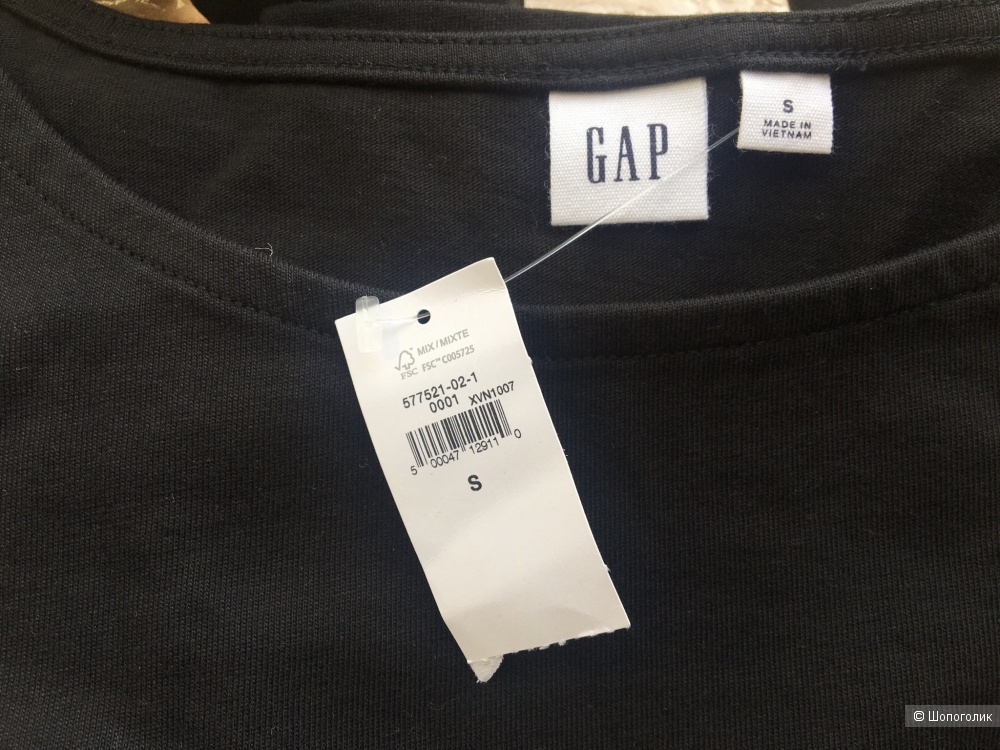 GAP
S
MADE IN
VIETNAM
MIX / MIXTE
FSC FSC™ C005725
577521-02-1
0001 XVN1007
5 00047 12911 0
S
© Шопоголик